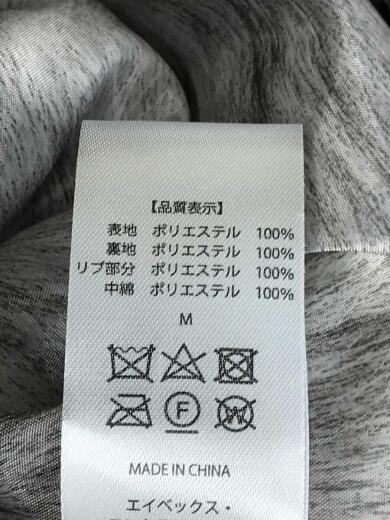 【品質表示】
表地 ポリエステル 100%
裏地 ポリエステル 100%
リブ部分 ポリエステル 100%
中綿 ポリエステル 100%
M
F W
MADE IN CHINA
エイベックス・